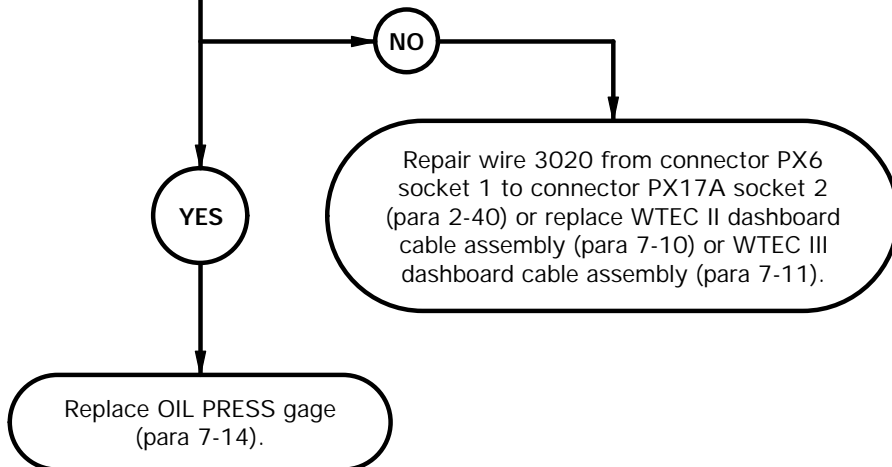 NO
Repair wire 3020 from connector PX6
socket 1 to connector PX17A socket 2
(para 2-40) or replace WTEC II dashboard
cable assembly (para 7-10) or WTEC III
dashboard cable assembly (para 7-11).
YES
Replace OIL PRESS gage
(para 7-14).